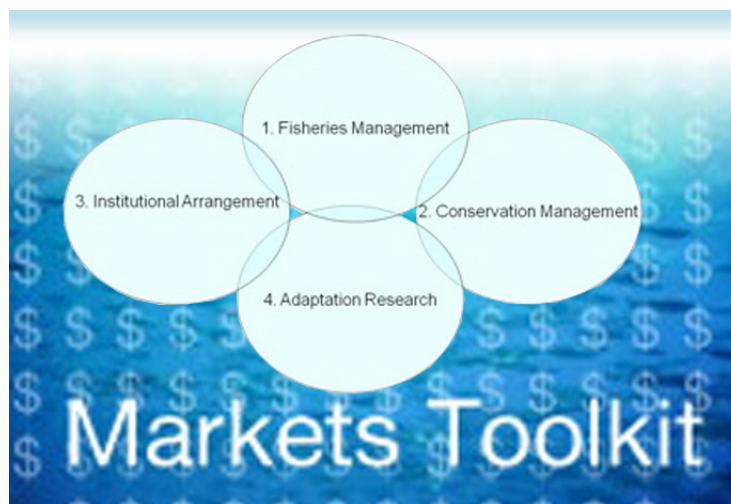 1. Fisheries Management
3. Institutional Arrangement
2. Conservation Management
4. Adaptation Research
Markets Toolkit